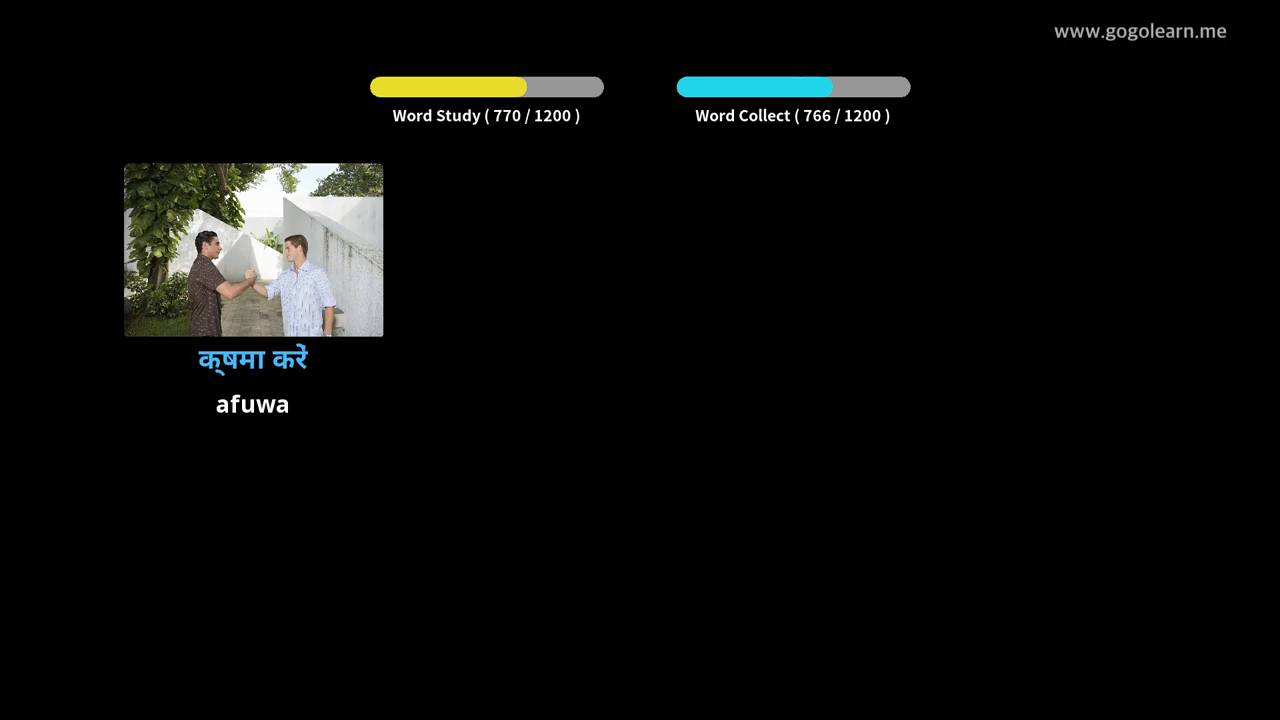 www.gogolearn.me
Word Study ( 770 / 1200 )
Word Collect ( 766 / 1200 )
क्षमा करें
afuwa